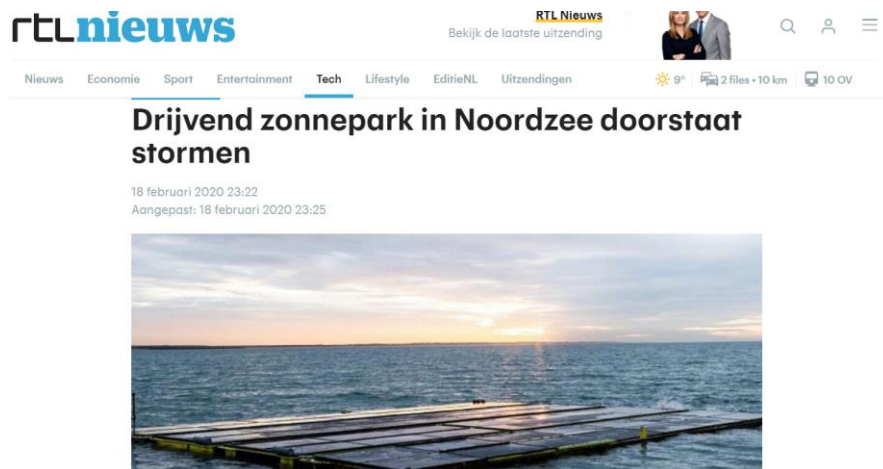 rtlnieuws
RTL Nieuws
Bekijk de laatste uitzending
Nieuws Economie Sport Entertainment Tech Lifestyle EditieNL Uitzendingen 9° 2 files • 10 km 10 OV
Drijvend zonnepark in Noordzee doorstaat
stormen
18 februari 2020 23:22
Aangepast: 18 februari 2020 23:25